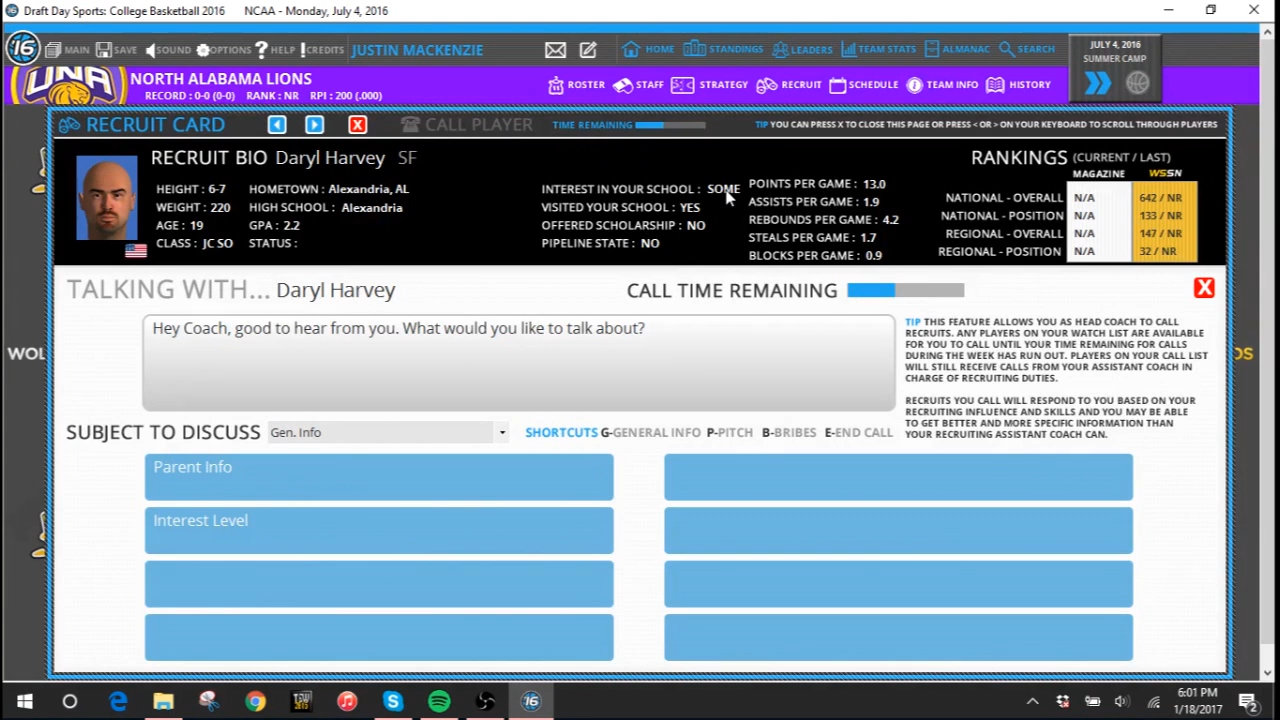 Draft Day Sports: College Basketball 2016 NCAA - Monday, July 4, 2016
16 MAIN SAVE SOUND OPTIONS ? HELP ! CREDITS JUSTIN MACKENZIE HOME STANDINGS LEADERS TEAM STATS ALMANAC SEARCH
JULY 4, 2016
SUMMER CAMP
UNA NORTH ALABAMA LIONS
RECORD : 0-0 (0-0) RANK : NR RPI : 200 (.000)
ROSTER STAFF STRATEGY RECRUIT SCHEDULE TEAM INFO HISTORY
RECRUIT CARD CALL PLAYER TIME REMAINING TIP YOU CAN PRESS X TO CLOSE THIS PAGE OR PRESS < OR > ON YOUR KEYBOARD TO SCROLL THROUGH PLAYERS
RECRUIT BIO Daryl Harvey SF
HEIGHT : 6-7
WEIGHT : 220
AGE : 19
CLASS : JC SO
HOMETOWN : Alexandria, AL
HIGH SCHOOL : Alexandria
GPA : 2.2
STATUS :
INTEREST IN YOUR SCHOOL : SOME
VISITED YOUR SCHOOL : YES
OFFERED SCHOLARSHIP : NO
PIPELINE STATE : NO
POINTS PER GAME : 13.0
ASSISTS PER GAME : 1.9
REBOUNDS PER GAME : 4.2
STEALS PER GAME : 1.7
BLOCKS PER GAME : 0.9
RANKINGS (CURRENT / LAST)
MAGAZINE WSSN
NATIONAL - OVERALL N/A 642 / NR
NATIONAL - POSITION N/A 133 / NR
REGIONAL - OVERALL N/A 147 / NR
REGIONAL - POSITION N/A 32 / NR
TALKING WITH... Daryl Harvey CALL TIME REMAINING X
Hey Coach, good to hear from you. What would you like to talk about?
TIP THIS FEATURE ALLOWS YOU AS HEAD COACH TO CALL
RECRUITS. ANY PLAYERS ON YOUR WATCH LIST ARE AVAILABLE
FOR YOU TO CALL UNTIL YOUR TIME REMAINING FOR CALLS
DURING THE WEEK HAS RUN OUT. PLAYERS ON YOUR CALL LIST
WILL STILL RECEIVE CALLS FROM YOUR ASSISTANT COACH IN
CHARGE OF RECRUITING DUTIES.
RECRUITS YOU CALL WILL RESPOND TO YOU BASED ON YOUR
RECRUITING INFLUENCE AND SKILLS AND YOU MAY BE ABLE
TO GET BETTER AND MORE SPECIFIC INFORMATION THAN
YOUR RECRUITING ASSISTANT COACH CAN.
WOL
DS
SUBJECT TO DISCUSS Gen. Info SHORTCUTS G-GENERAL INFO P-PITCH B-BRIBES E-END CALL
Parent Info
Interest Level
6:01 PM
1/18/2017
2